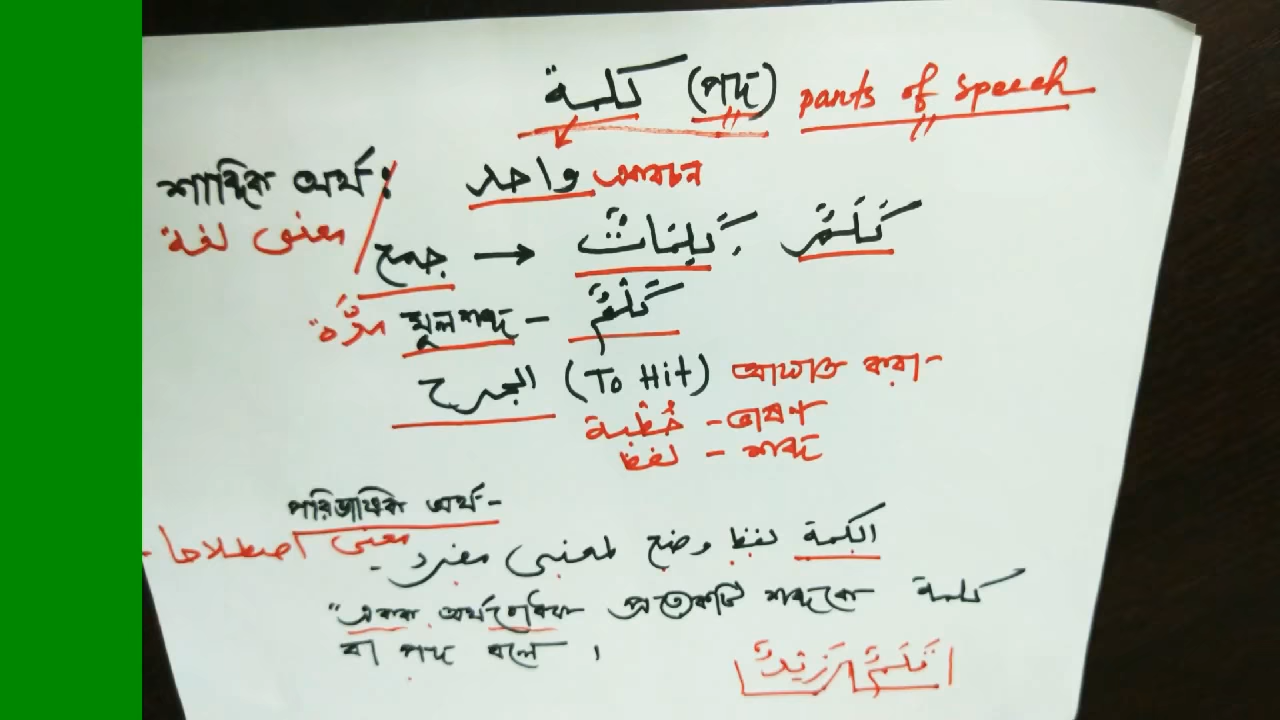 كلمة (পদ) parts of speech
শাব্দিক অর্থ: واحد একবচন
معنى لغة جمع → كَلِمَاتٌ، كَلِمٌ
مادّة মূলশব্দ - كَلْمٌ
الجرح (To Hit) আঘাত করা-
خُطْبة - ভাষণ
لفظ - শব্দ
পারিভাষিক অর্থ-
معنى اصطلاحا الكلمة لفظ وضع لمعنى مفرد
"একক অর্থবোধক প্রত্যেকটি শব্দকে كلمة
বা পদ বলে ।
قَلَمٌ زَيْدٌ